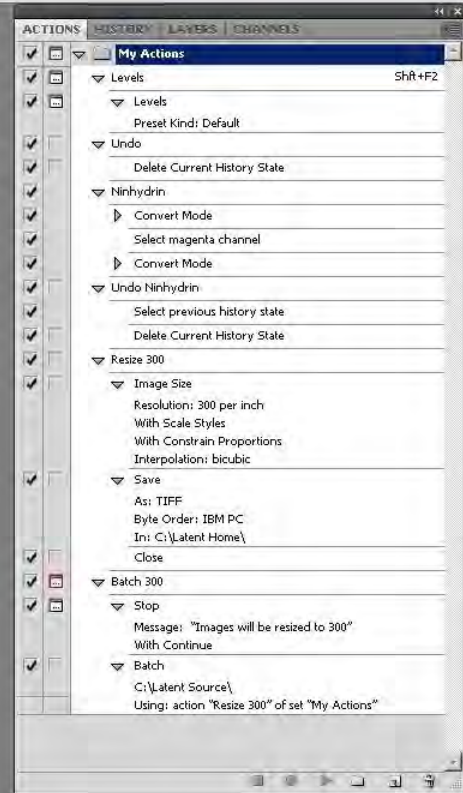 ACTIONS HISTORY LAYERS CHANNELS
My Actions
Levels Shft+F2
Levels
Preset Kind: Default
Undo
Delete Current History State
Ninhydrin
Convert Mode
Select magenta channel
Convert Mode
Undo Ninhydrin
Select previous history state
Delete Current History State
Resize 300
Image Size
Resolution: 300 per inch
With Scale Styles
With Constrain Proportions
Interpolation: bicubic
Save
As: TIFF
Byte Order: IBM PC
In: C:\Latent Home\
Close
Batch 300
Stop
Message: "Images will be resized to 300"
With Continue
Batch
C:\Latent Source\
Using: action "Resize 300" of set "My Actions"